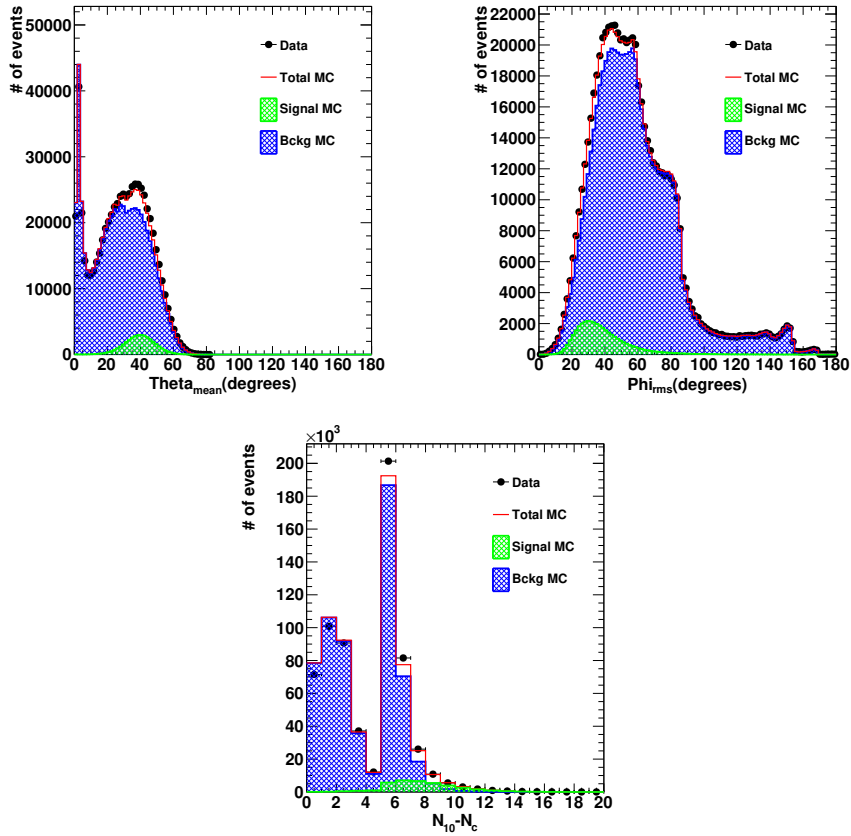 # of events
50000
40000
30000
20000
10000
0
Data
Total MC
Signal MC
Bckg MC
0 20 40 60 80 100 120 140 160 180
Theta_mean(degrees)
# of events
22000
20000
18000
16000
14000
12000
10000
8000
6000
4000
2000
0
Data
Total MC
Signal MC
Bckg MC
0 20 40 60 80 100 120 140 160 180
Phi_rms(degrees)
×10³
# of events
200
180
160
140
120
100
80
60
40
20
0
Data
Total MC
Signal MC
Bckg MC
0 2 4 6 8 10 12 14 16 18 20
N₁₀-N_c